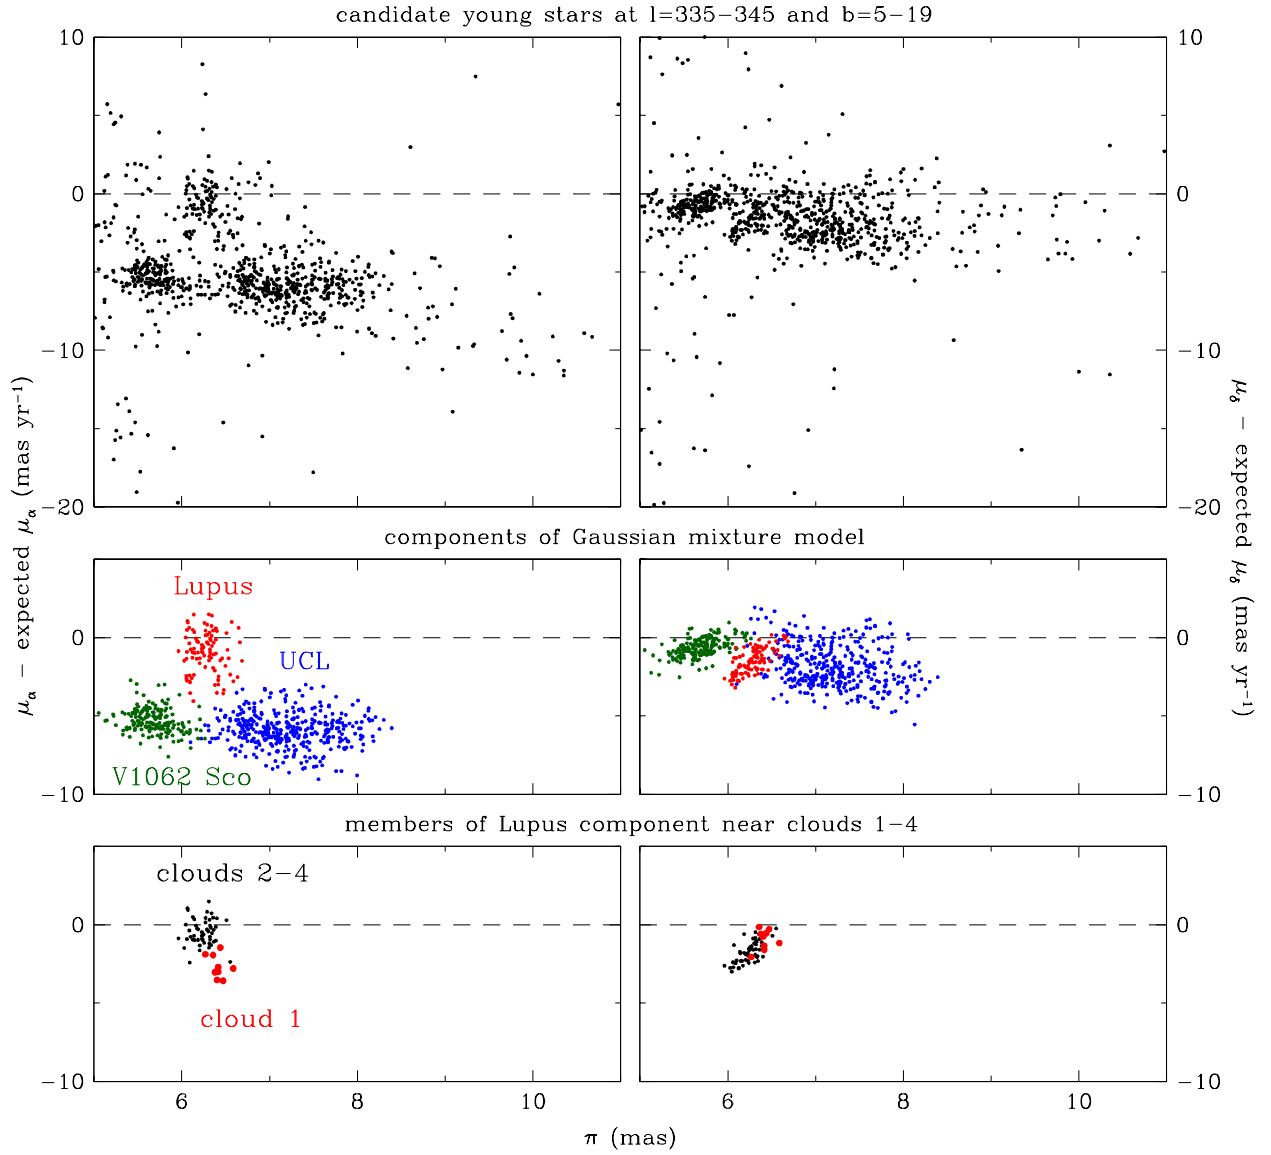 candidate young stars at l=335−345 and b=5−19
10
10
0
0
−10
−10
−20
−20
components of Gaussian mixture model
Lupus
UCL
V1062 Sco
0
0
−10
−10
members of Lupus component near clouds 1−4
clouds 2−4
cloud 1
0
0
−10
−10
6
8
10
6
8
10
π (mas)
μα − expected μα (mas yr⁻¹)
μδ − expected μδ (mas yr⁻¹)